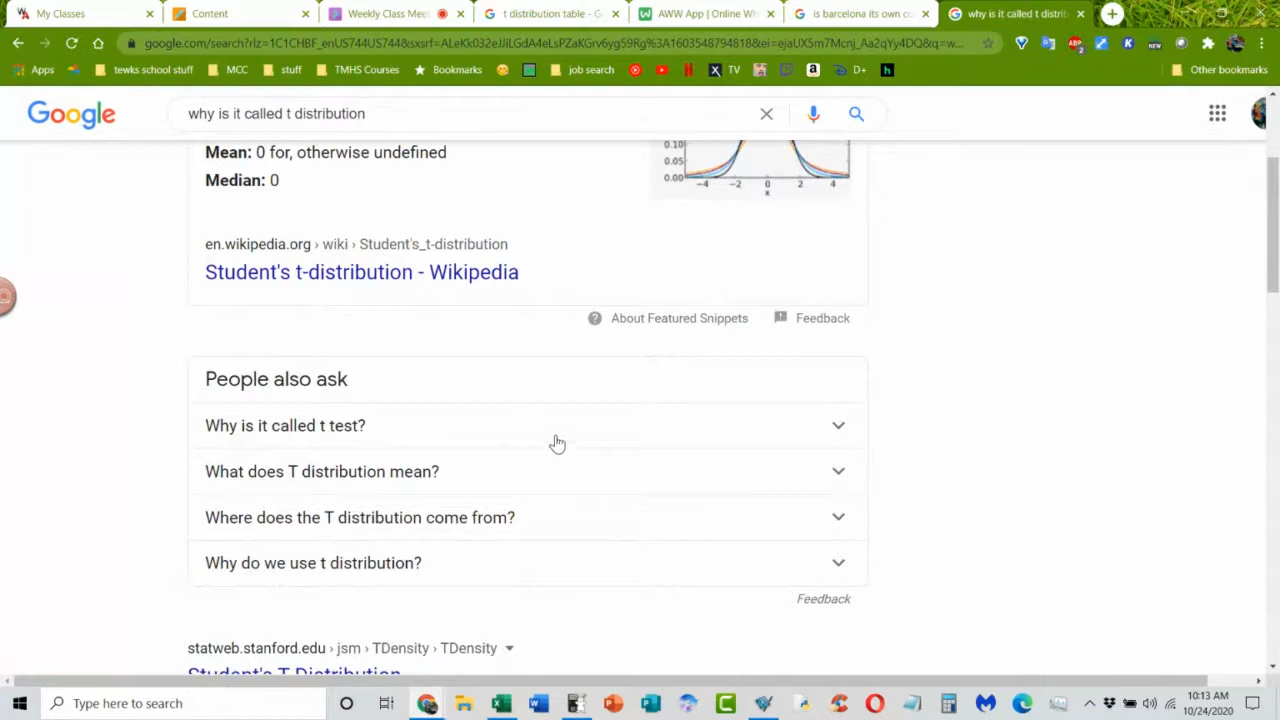 My Classes
Content
Weekly Class Mee
t distribution table - G
AWW App | Online W
is barcelona its own co
why is it called t distrib
google.com/search?rlz=1C1CHBF_enUS744US744&sxsrf=ALeKk032eJJiLGdA4eLsPZaKGrv6yg59Rg%3A1603548794818&ei=ejaUX5m7Mcnj_Aa2qYy4DQ&q=w...
Apps
tewks school stuff
MCC
stuff
TMHS Courses
Bookmarks
job search
TV
D+
Other bookmarks
Google
why is it called t distribution
Mean: 0 for, otherwise undefined
Median: 0
0.10
0.05
0.00
−4 −2 0 2 4
x
en.wikipedia.org › wiki › Student's_t-distribution
Student's t-distribution - Wikipedia
About Featured Snippets
Feedback
People also ask
Why is it called t test?
What does T distribution mean?
Where does the T distribution come from?
Why do we use t distribution?
Feedback
statweb.stanford.edu › jsm › TDensity › TDensity
Student's T Distribution
Type here to search
10:13 AM
10/24/2020